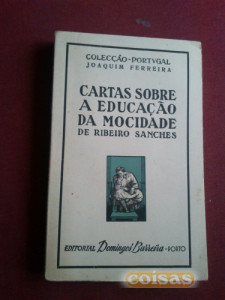 COLECÇÃO-PORTVGAL
JOAQUIM FERREIRA
CARTAS SOBRE
A EDUCAÇÃO
DA MOCIDADE
DE RIBEIRO SANCHES
EDITORIAL Domingos Barreira-PORTO
coisas